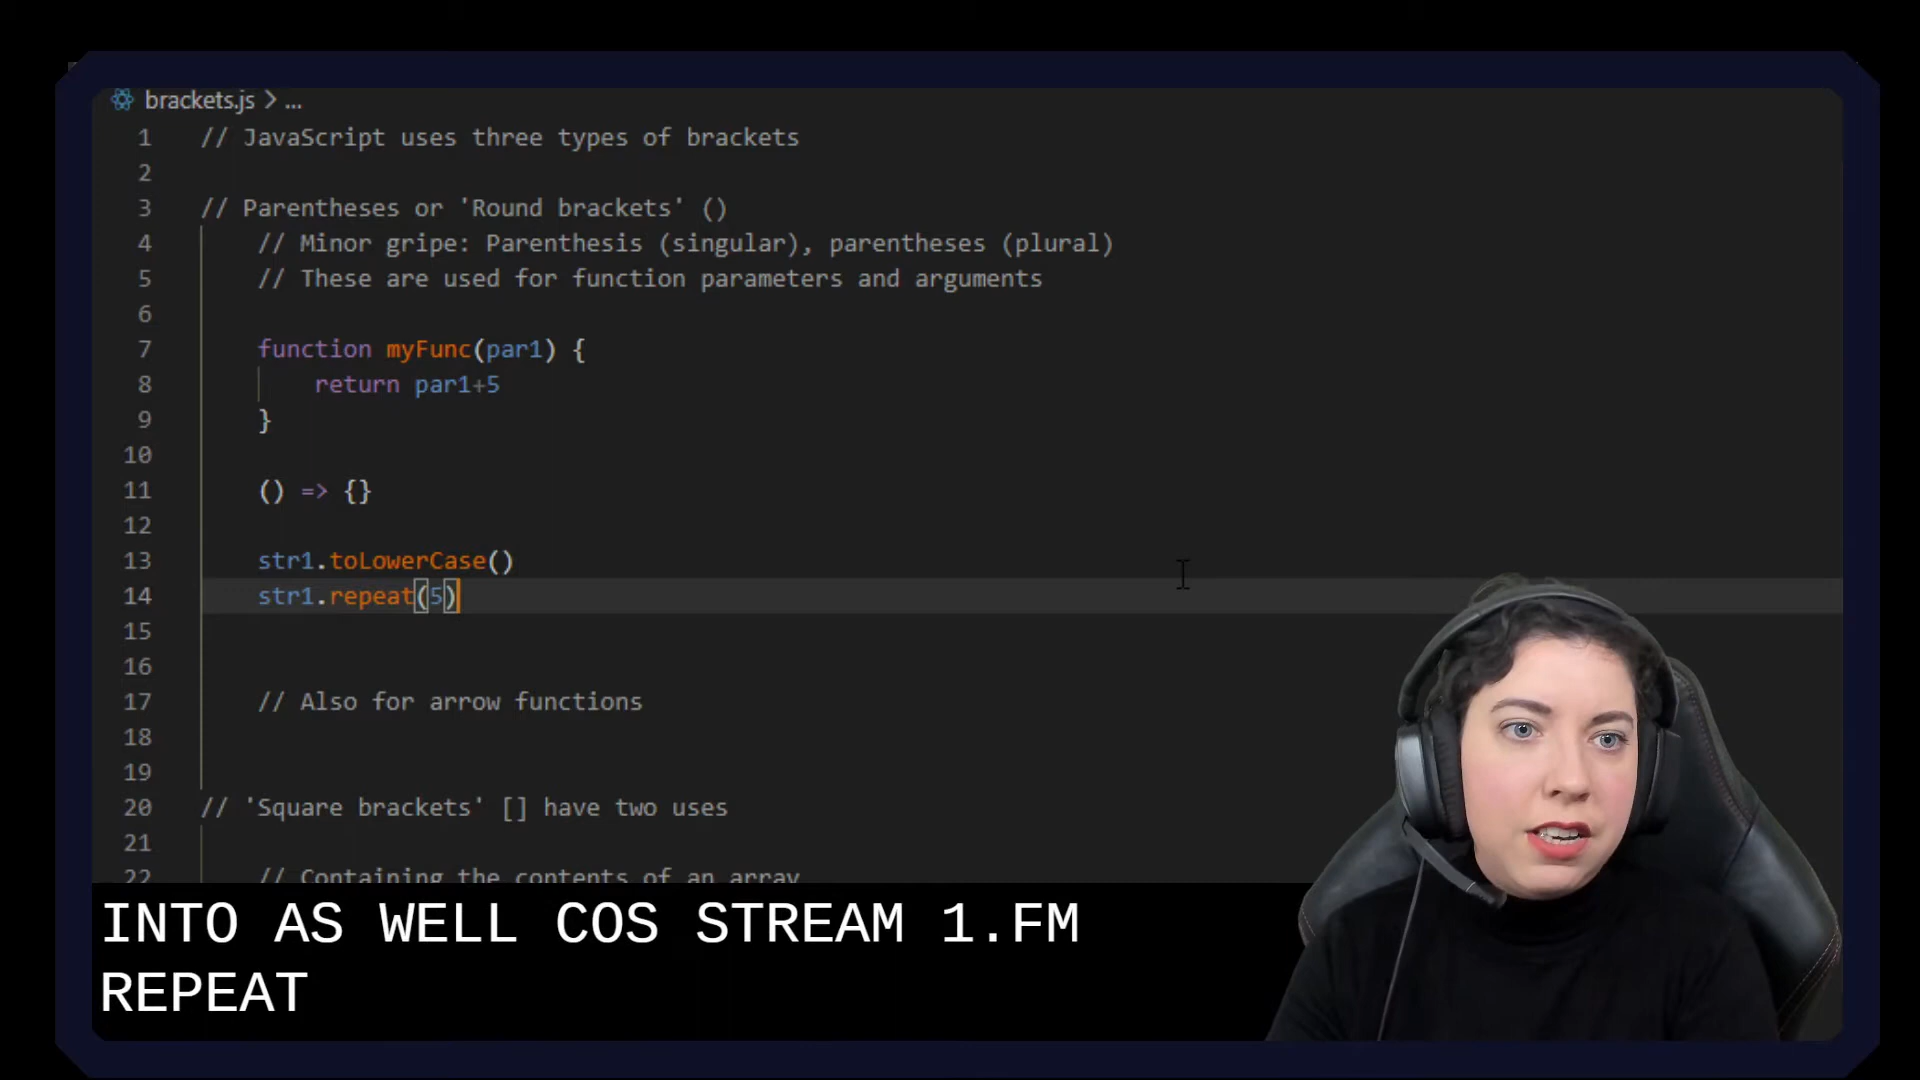 brackets.js > ...
1 // JavaScript uses three types of brackets
2
3 // Parentheses or 'Round brackets' ()
4 // Minor gripe: Parenthesis (singular), parentheses (plural)
5 // These are used for function parameters and arguments
6
7 function myFunc(par1) {
8 return par1+5
9 }
10
11 () => {}
12
13 str1.toLowerCase()
14 str1.repeat(5)
15
16
17 // Also for arrow functions
18
19
20 // 'Square brackets' [] have two uses
21
22 // Containing the contents of an array
INTO AS WELL COS STREAM 1.FM
REPEAT